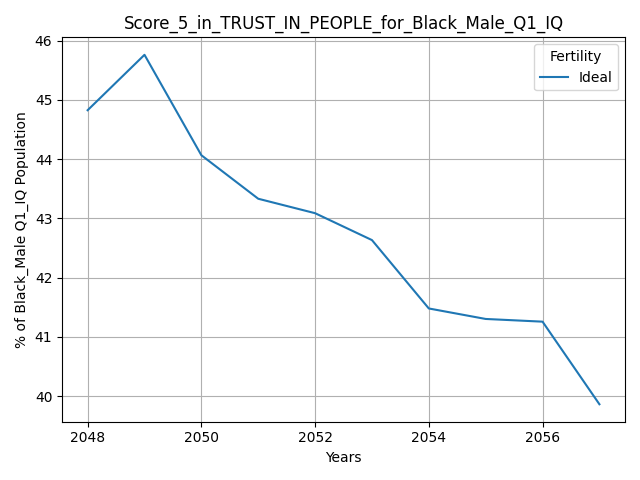 Score_5_in_TRUST_IN_PEOPLE_for_Black_Male_Q1_IQ
46
45
44
43
42
41
40
% of Black_Male Q1_IQ Population
Fertility
Ideal
2048
2050
2052
2054
2056
Years